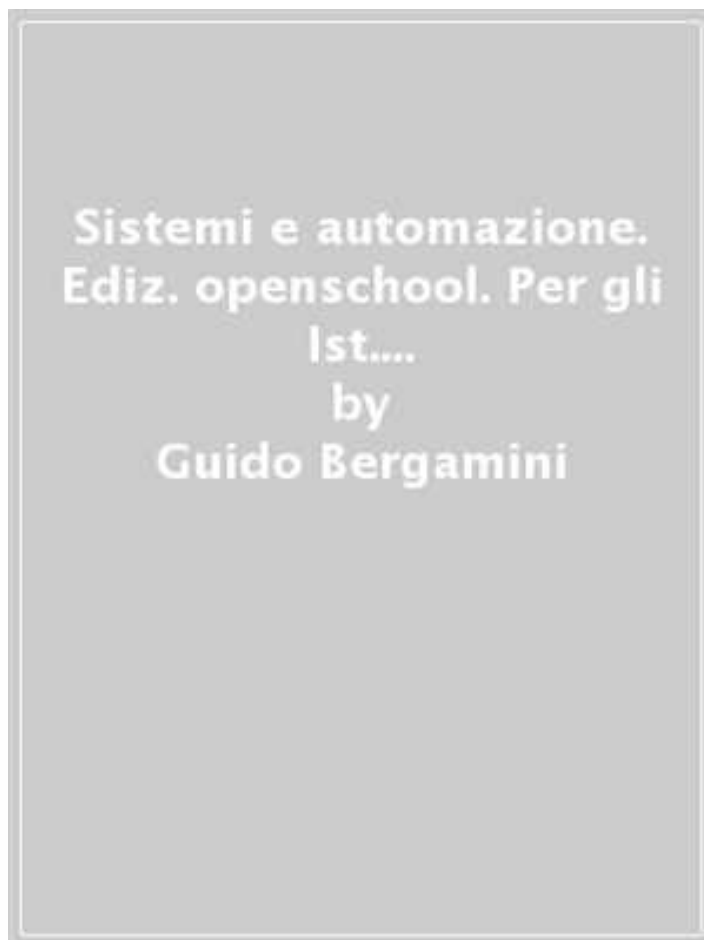 Sistemi e automazione.
Ediz. openschool. Per gli
Ist....
by
Guido Bergamini